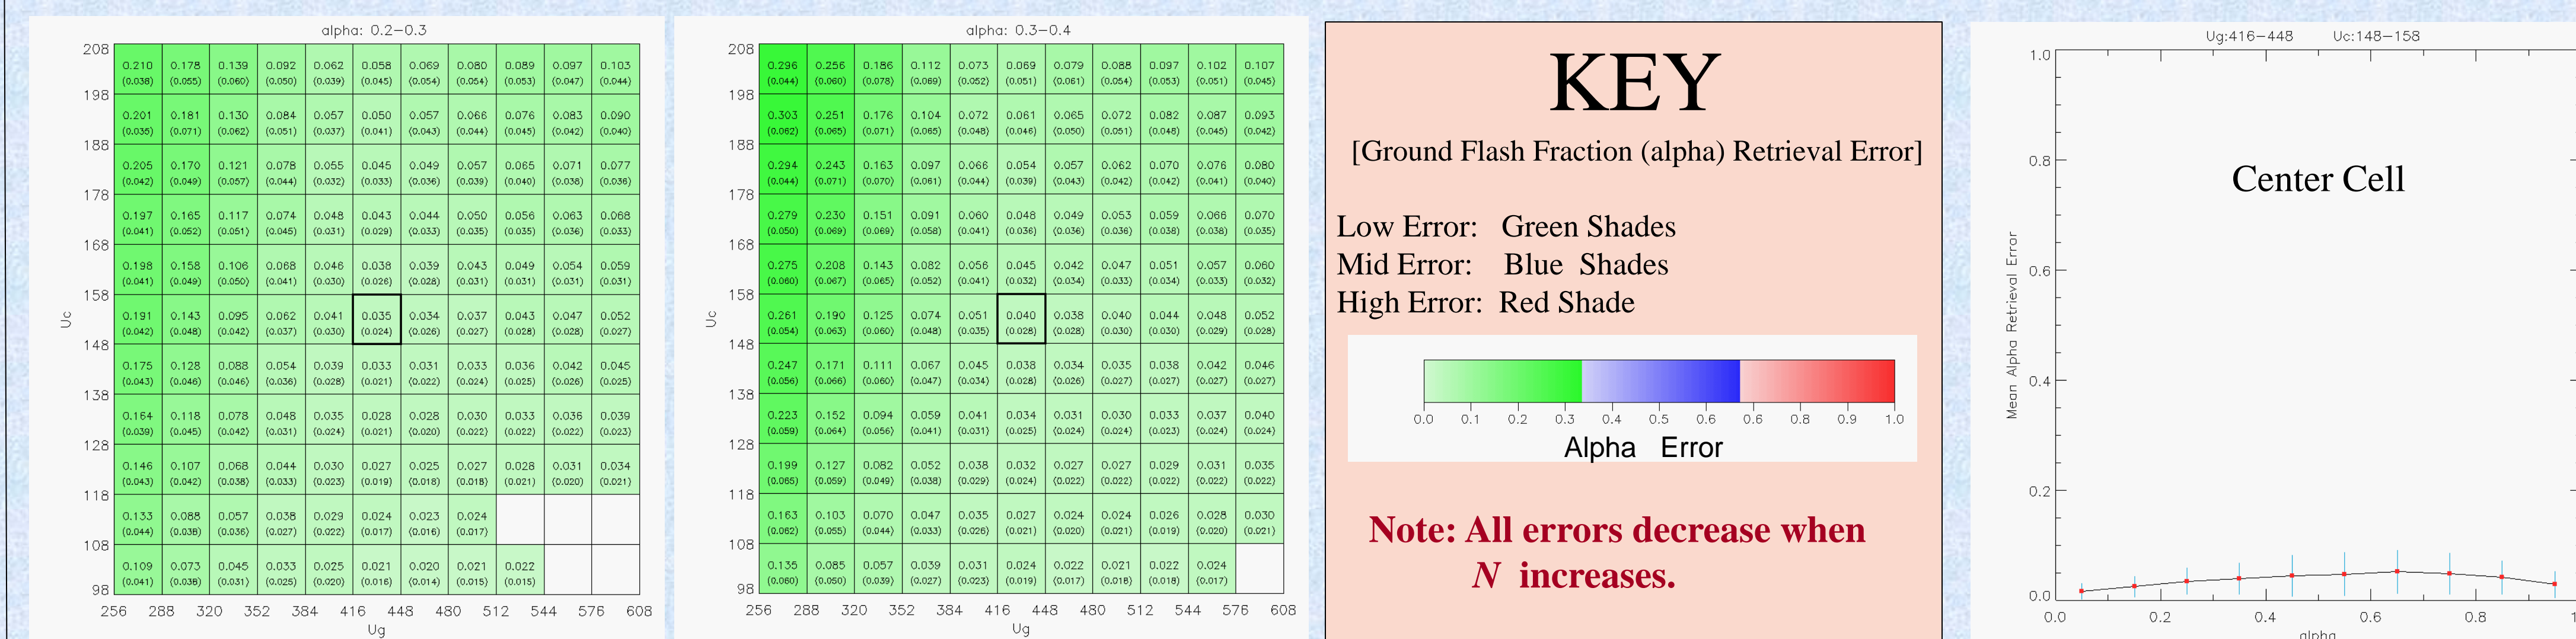 alpha: 0.2−0.3
208
0.210 0.178 0.139 0.092 0.062 0.058 0.069 0.080 0.089 0.097 0.103
(0.038) (0.055) (0.060) (0.050) (0.039) (0.045) (0.054) (0.054) (0.053) (0.047) (0.044)
198
0.201 0.181 0.130 0.084 0.057 0.050 0.057 0.066 0.076 0.083 0.090
(0.035) (0.071) (0.062) (0.051) (0.037) (0.041) (0.043) (0.044) (0.045) (0.042) (0.040)
188
0.205 0.170 0.121 0.078 0.055 0.045 0.049 0.057 0.065 0.071 0.077
(0.042) (0.049) (0.057) (0.044) (0.032) (0.033) (0.036) (0.039) (0.040) (0.038) (0.036)
178
0.197 0.165 0.117 0.074 0.048 0.043 0.044 0.050 0.056 0.063 0.068
(0.041) (0.052) (0.051) (0.045) (0.031) (0.029) (0.033) (0.035) (0.035) (0.036) (0.033)
168
0.198 0.158 0.106 0.068 0.046 0.038 0.039 0.043 0.049 0.054 0.059
(0.041) (0.049) (0.050) (0.041) (0.030) (0.026) (0.028) (0.031) (0.031) (0.031) (0.031)
158
Uc
0.191 0.143 0.095 0.062 0.041 0.035 0.034 0.037 0.043 0.047 0.052
(0.042) (0.048) (0.042) (0.037) (0.030) (0.024) (0.026) (0.027) (0.028) (0.028) (0.027)
148
0.175 0.128 0.088 0.054 0.039 0.033 0.031 0.033 0.036 0.042 0.045
(0.043) (0.046) (0.046) (0.036) (0.028) (0.021) (0.022) (0.024) (0.025) (0.026) (0.025)
138
0.164 0.118 0.078 0.048 0.035 0.028 0.028 0.030 0.033 0.036 0.039
(0.039) (0.045) (0.042) (0.031) (0.024) (0.021) (0.020) (0.022) (0.022) (0.022) (0.023)
128
0.146 0.107 0.068 0.044 0.030 0.027 0.025 0.027 0.028 0.031 0.034
(0.043) (0.042) (0.038) (0.033) (0.023) (0.019) (0.018) (0.018) (0.021) (0.020) (0.021)
118
0.133 0.088 0.057 0.038 0.029 0.024 0.023 0.024
(0.044) (0.038) (0.036) (0.027) (0.022) (0.017) (0.016) (0.017)
108
0.109 0.073 0.045 0.033 0.025 0.021 0.020 0.021 0.022
(0.041) (0.038) (0.031) (0.025) (0.020) (0.016) (0.014) (0.015) (0.015)
98
256 288 320 352 384 416 448 480 512 544 576 608
Ug
alpha: 0.3−0.4
208
0.296 0.256 0.186 0.112 0.073 0.069 0.079 0.088 0.097 0.102 0.107
(0.044) (0.060) (0.078) (0.069) (0.052) (0.051) (0.061) (0.054) (0.053) (0.051) (0.045)
198
0.303 0.251 0.176 0.104 0.072 0.061 0.065 0.072 0.082 0.087 0.093
(0.062) (0.065) (0.071) (0.065) (0.048) (0.046) (0.050) (0.051) (0.048) (0.045) (0.042)
188
0.294 0.243 0.163 0.097 0.066 0.054 0.057 0.062 0.070 0.076 0.080
(0.044) (0.071) (0.070) (0.061) (0.044) (0.039) (0.043) (0.042) (0.042) (0.041) (0.040)
178
0.279 0.230 0.151 0.091 0.060 0.048 0.049 0.053 0.059 0.066 0.070
(0.050) (0.069) (0.069) (0.058) (0.041) (0.036) (0.036) (0.036) (0.038) (0.038) (0.035)
168
0.275 0.208 0.143 0.082 0.056 0.045 0.042 0.047 0.051 0.057 0.060
(0.060) (0.067) (0.065) (0.052) (0.041) (0.032) (0.034) (0.033) (0.034) (0.033) (0.032)
158
Uc
0.261 0.190 0.125 0.074 0.051 0.040 0.038 0.040 0.044 0.048 0.052
(0.054) (0.063) (0.060) (0.048) (0.035) (0.028) (0.028) (0.030) (0.030) (0.029) (0.028)
148
0.247 0.171 0.111 0.067 0.045 0.038 0.034 0.035 0.038 0.042 0.046
(0.056) (0.066) (0.060) (0.047) (0.034) (0.028) (0.026) (0.027) (0.027) (0.027) (0.027)
138
0.223 0.152 0.094 0.059 0.041 0.034 0.031 0.030 0.033 0.037 0.040
(0.059) (0.064) (0.056) (0.041) (0.031) (0.025) (0.024) (0.024) (0.023) (0.024) (0.024)
128
0.199 0.127 0.082 0.052 0.038 0.032 0.027 0.027 0.029 0.031 0.035
(0.065) (0.059) (0.049) (0.038) (0.029) (0.024) (0.022) (0.022) (0.022) (0.022) (0.022)
118
0.163 0.103 0.070 0.047 0.035 0.027 0.024 0.024 0.026 0.028 0.030
(0.062) (0.055) (0.044) (0.033) (0.026) (0.021) (0.020) (0.021) (0.019) (0.020) (0.021)
108
0.135 0.085 0.057 0.039 0.031 0.024 0.022 0.021 0.022 0.024
(0.060) (0.050) (0.039) (0.027) (0.023) (0.019) (0.017) (0.018) (0.018) (0.017)
98
256 288 320 352 384 416 448 480 512 544 576 608
Ug
KEY
[Ground Flash Fraction (alpha) Retrieval Error]
Low Error: Green Shades
Mid Error: Blue Shades
High Error: Red Shade
0.0 0.1 0.2 0.3 0.4 0.5 0.6 0.8 0.9 1.0
Alpha Error
Note: All errors decrease when
N increases.
Ug:416−448 Uc:148−158
1.0
Center Cell
0.8
0.6
Mean Alpha Retrieval Error
0.4
0.2
0.0
0.0 0.2 0.4 0.6 0.8
alpha